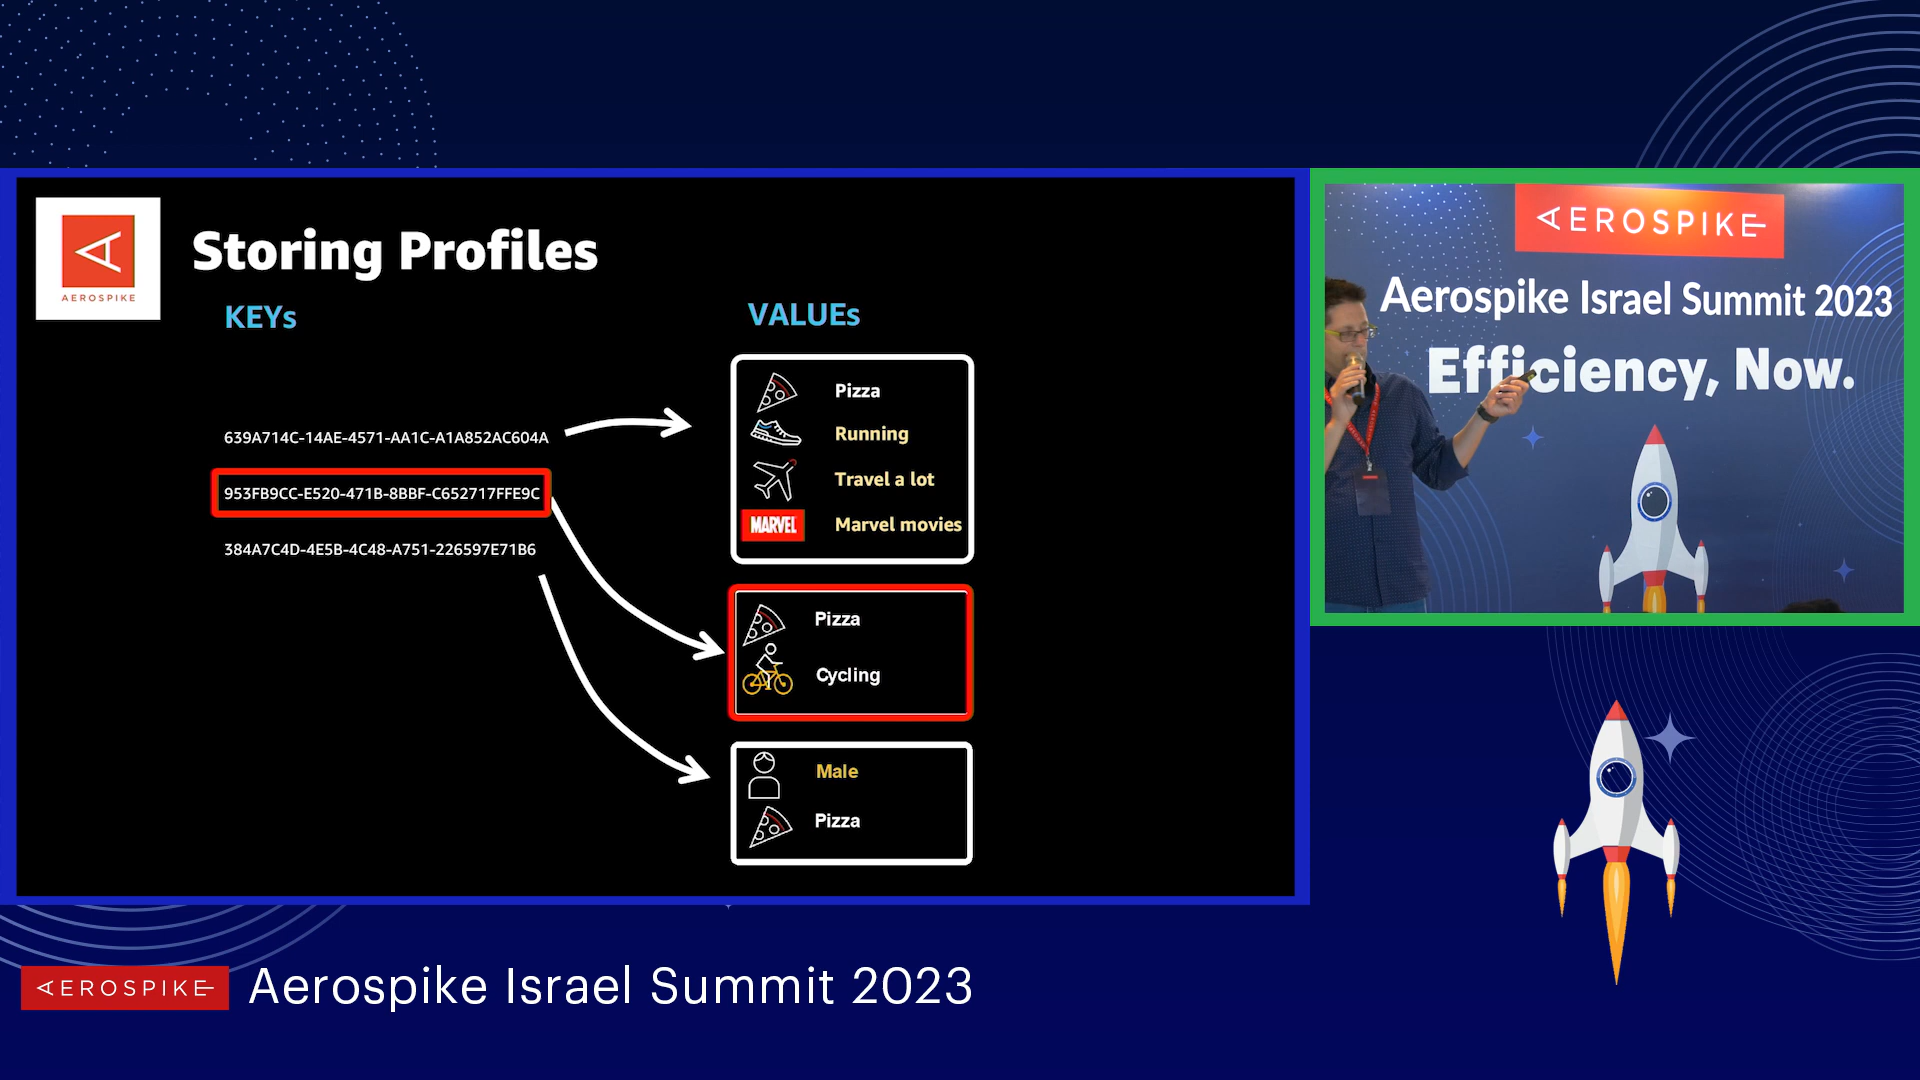 AEROSPIKE
Storing Profiles
KEYs
VALUEs
639A714C-14AE-4571-AA1C-A1A852AC604A
953FB9CC-E520-471B-8BBF-C652717FFE9C
384A7C4D-4E5B-4C48-A751-226597E71B6
Pizza
Running
Travel a lot
MARVEL Marvel movies
Pizza
Cycling
Male
Pizza
AEROSPIKE
Aerospike Israel Summit 2023
Efficiency, Now.
AEROSPIKE Aerospike Israel Summit 2023